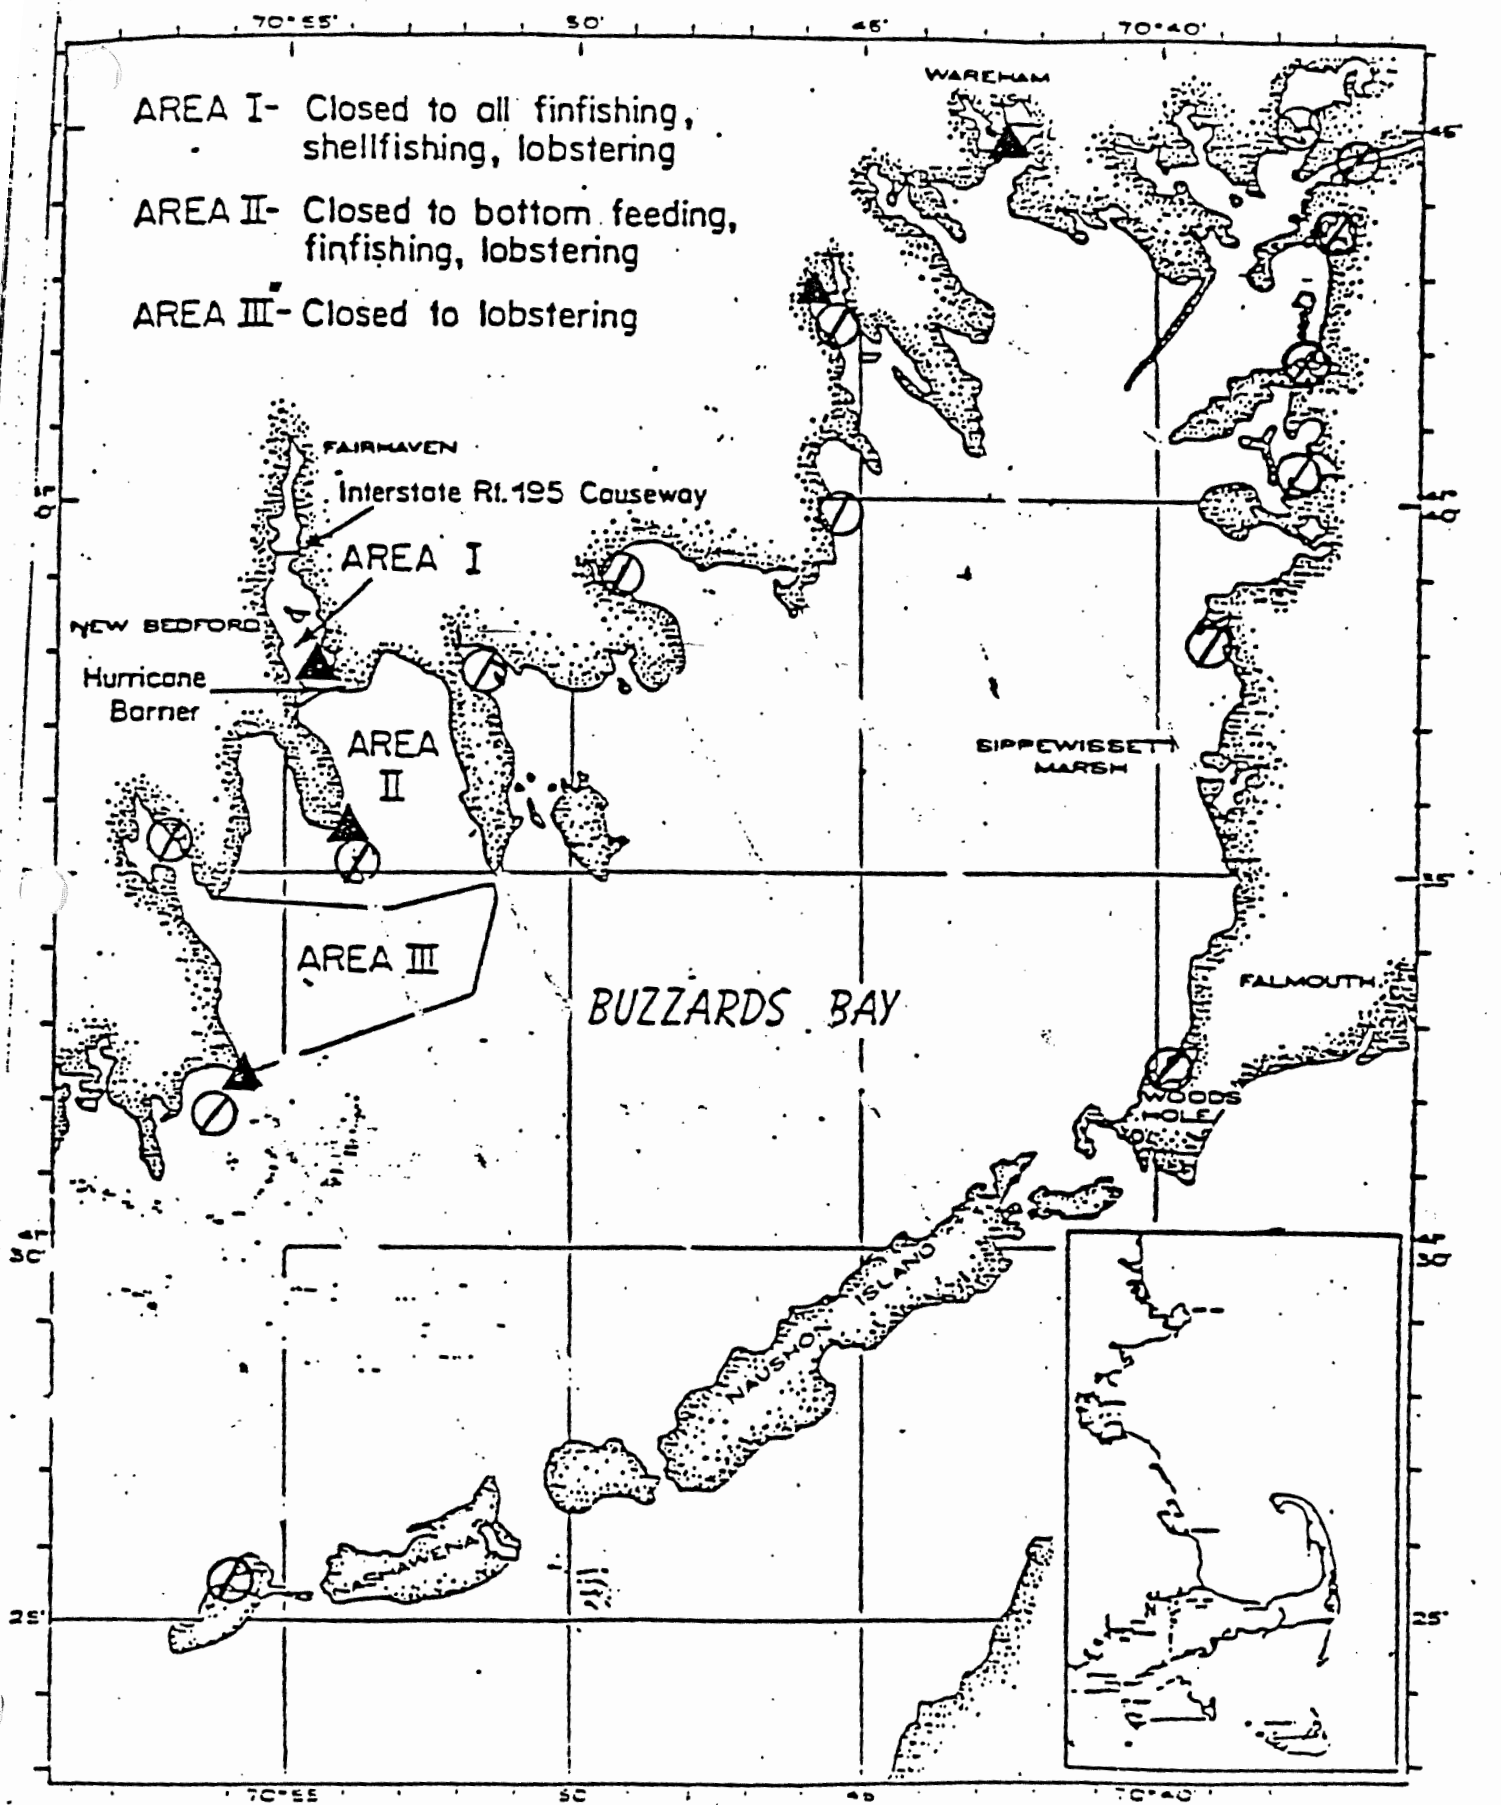 70°55'
50'
45'
70°40'
WAREHAM
AREA I- Closed to all finfishing,
shellfishing, lobstering
45'
AREA II- Closed to bottom feeding,
finfishing, lobstering
AREA III- Closed to lobstering
FAIRHAVEN
Interstate Rt. 195 Causeway
AREA I
NEW BEDFORD
Hurricane
Barrier
AREA
II
SIPPEWISSETT
MARSH
35'
AREA III
FALMOUTH
BUZZARDS BAY
WOODS
HOLE
30'
NAUSHON ISLAND
25'
25'
70°55'
50'
45'
70°40'